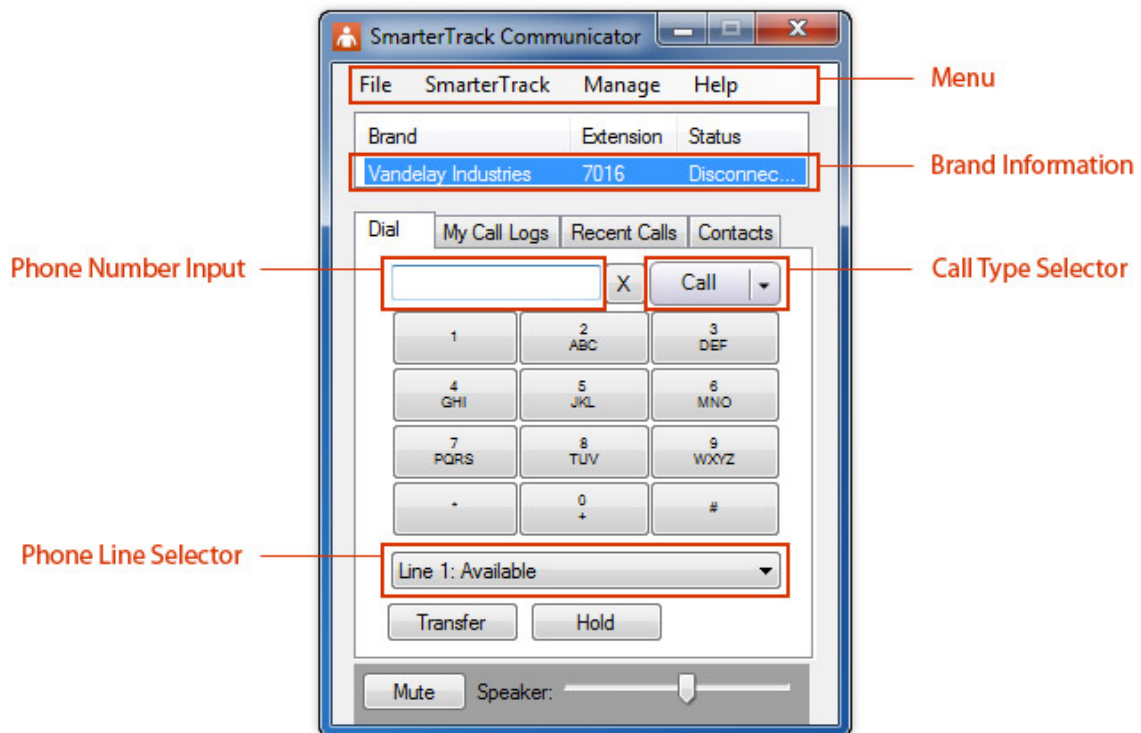 SmarterTrack Communicator
X
File SmarterTrack Manage Help
Menu
Brand Extension Status
Vandelay Industries 7016 Disconnec...
Brand Information
Dial My Call Logs Recent Calls Contacts
Phone Number Input
X Call
Call Type Selector
1
2
ABC
3
DEF
4
GHI
5
JKL
6
MNO
7
PQRS
8
TUV
9
WXYZ
*
0
+
#
Phone Line Selector
Line 1: Available
Transfer Hold
Mute Speaker: